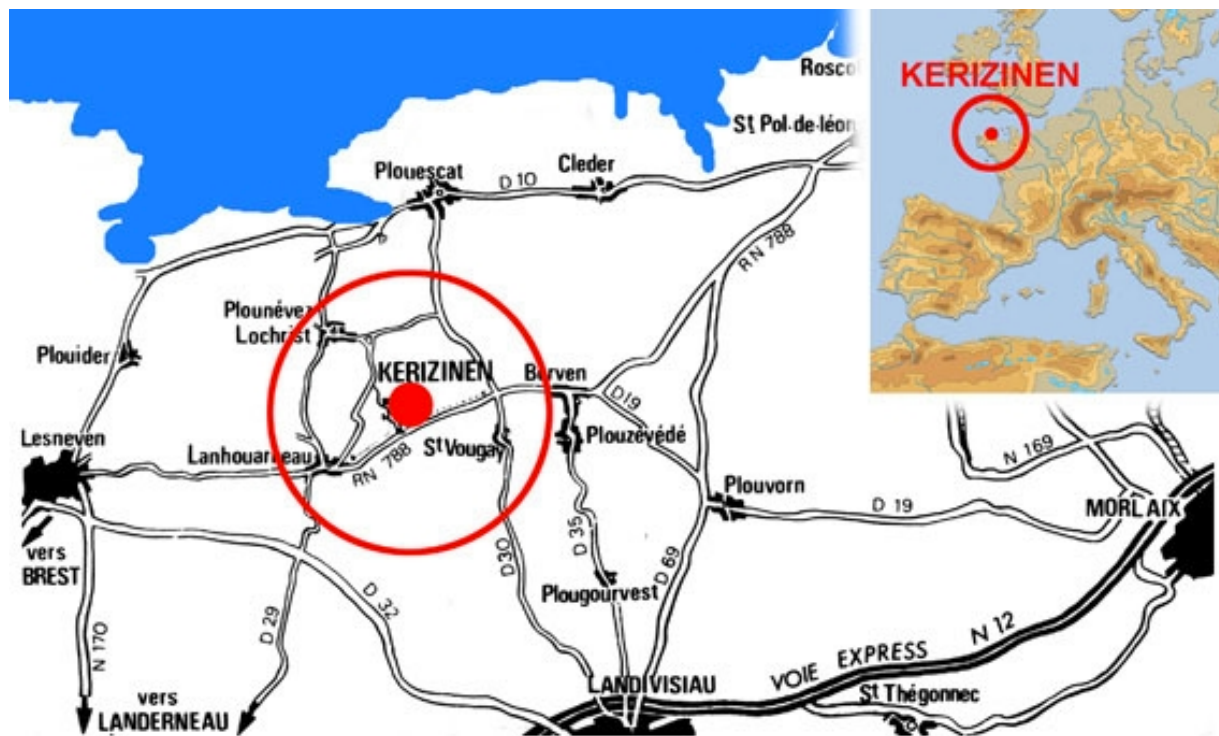 Rosco
KERIZINEN
St Pol-de-léon
Cleder
Plouescat
D 10
RN 788
Plounévez
Lochrist
Plouider
KERIZINEN
Berven
D19
Lesneven
Lanhouarneau
St Vougay
Plouzévédé
RN 788
N 169
Plouvorn
D 19
MORLAIX
vers
BREST
D30
D 35
D 69
Plougourvest
D 32
D 29
N 170
N 12
VOIE EXPRESS
LANDIVISIAU
St Thégonnec
vers
LANDERNEAU